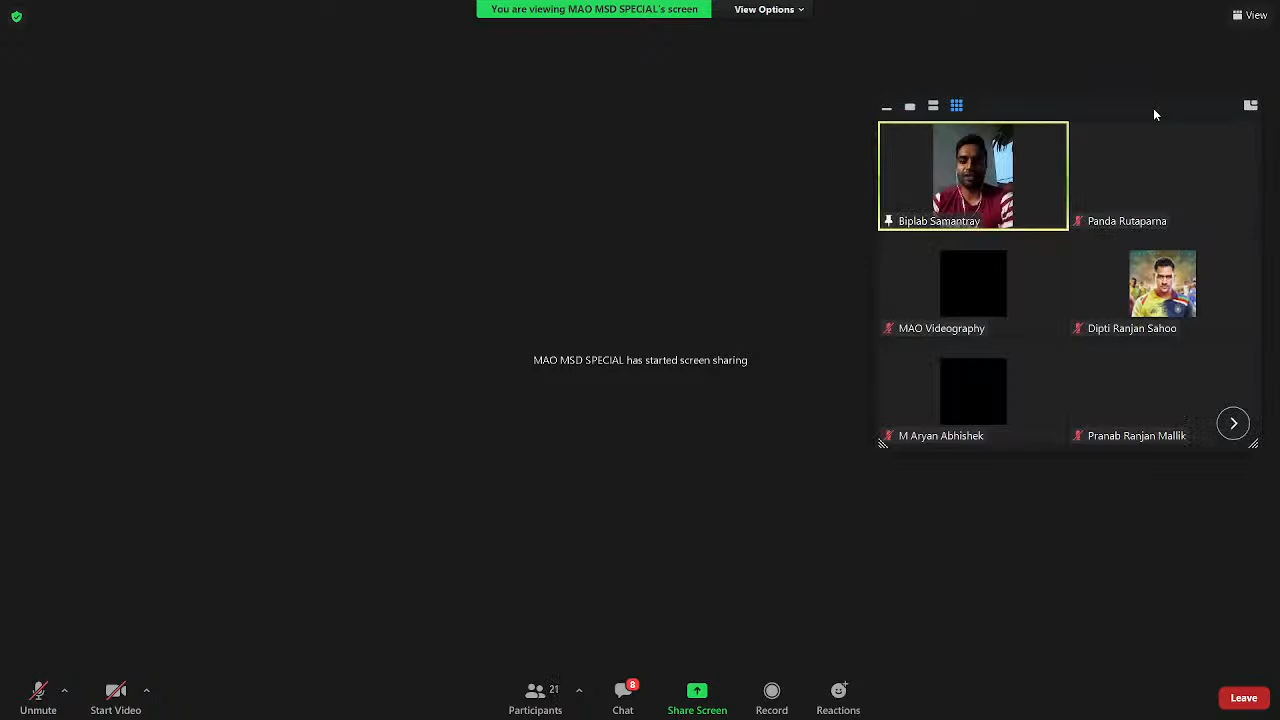 You are viewing MAO MSD SPECIAL's screen
View Options
View
Biplab Samantray
Panda Rutaparna
MAO Videography
Dipti Ranjan Sahoo
MAO MSD SPECIAL has started screen sharing
M Aryan Abhishek
Pranab Ranjan Mallik
Unmute
Start Video
21
Participants
8
Chat
Share Screen
Record
Reactions
Leave